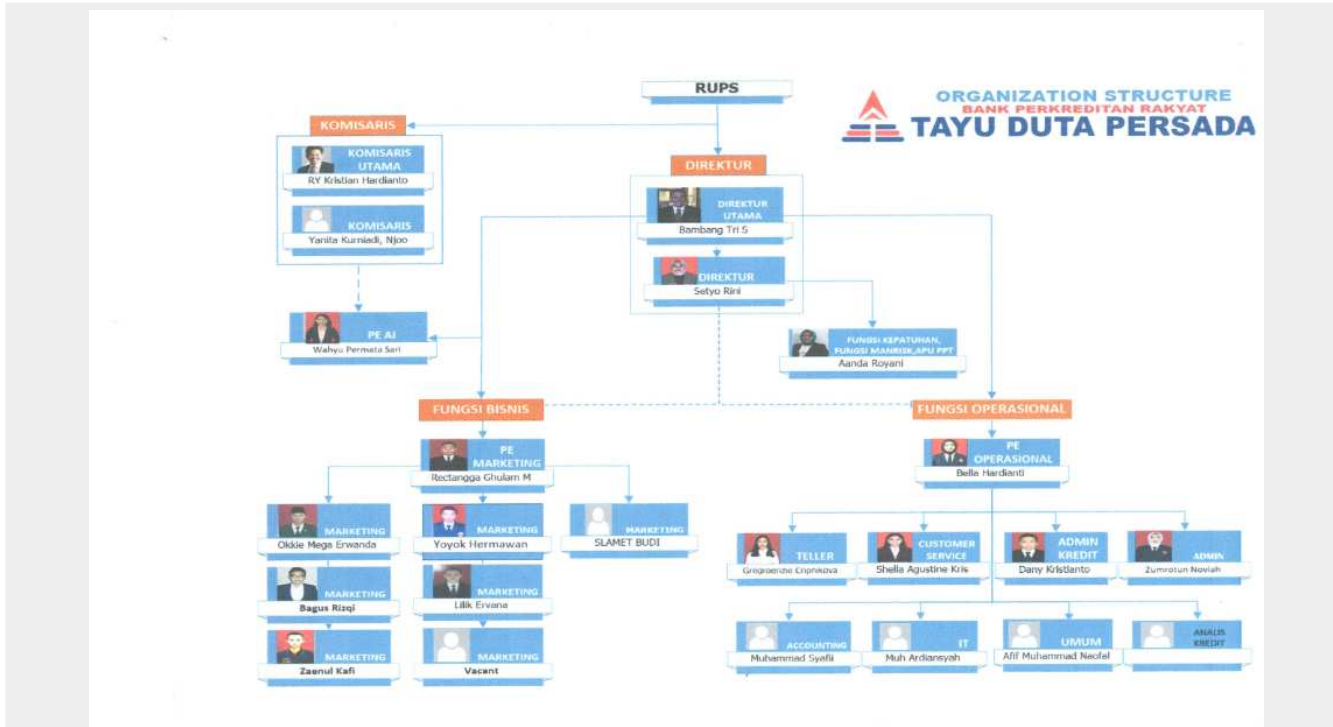 RUPS
ORGANIZATION STRUCTURE
BANK PERKREDITAN RAKYAT
TAYU DUTA PERSADA
KOMISARIS
KOMISARIS
UTAMA
RY Kristian Hardianto
KOMISARIS
Yanita Kurniadi, Njoo
DIREKTUR
DIREKTUR
UTAMA
Bambang Tri S
DIREKTUR
Setyo Rini
PE AI
Wahyu Permata Sari
FUNGSI KEPATUHAN,
FUNGSI MANRISK,APU PPT
Aanda Royani
FUNGSI BISNIS
FUNGSI OPERASIONAL
PE
MARKETING
Rectangga Ghulam M
PE
OPERASIONAL
Bella Hardianti
MARKETING
Okkie Mega Erwanda
MARKETING
Yoyok Hermawan
MARKETING
SLAMET BUDI
MARKETING
Bagus Rizqi
MARKETING
Lilik Ervana
MARKETING
Zaenul Kafi
MARKETING
Vacant
TELLER
CUSTOMER
SERVICE
Shella Agustine Kris
ADMIN
KREDIT
Dany Kristianto
ADMIN
Zumrotun Noviah
ACCOUNTING
Muhammad Syafii
IT
Muh Ardiansyah
UMUM
Afif Muhammad Naofal
ANALIS
KREDIT